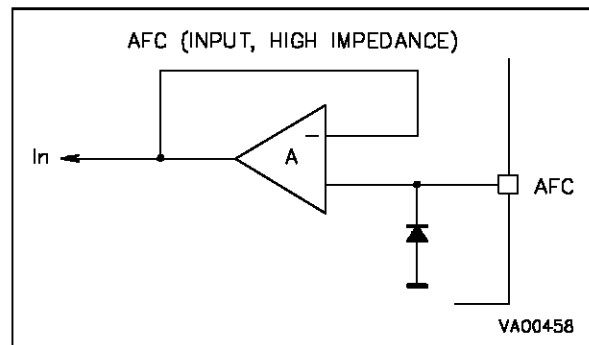 AFC (INPUT, HIGH IMPEDANCE)
−
In
A
AFC
VA00458